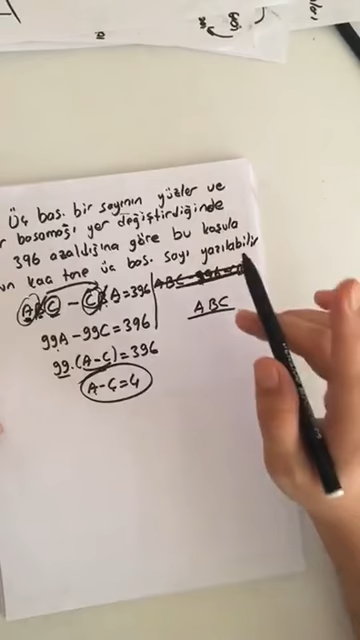 Üç bas. bir sayının yüzler ve
r basamağı, yer değiştirdiğinde
396 azaldığına göre bu koşula
un kaç tane üç bas. sayı yazılabilir
ABC - CBA = 396
99A - 99C = 396
99.(A-C) = 396
A-C=4
ABC